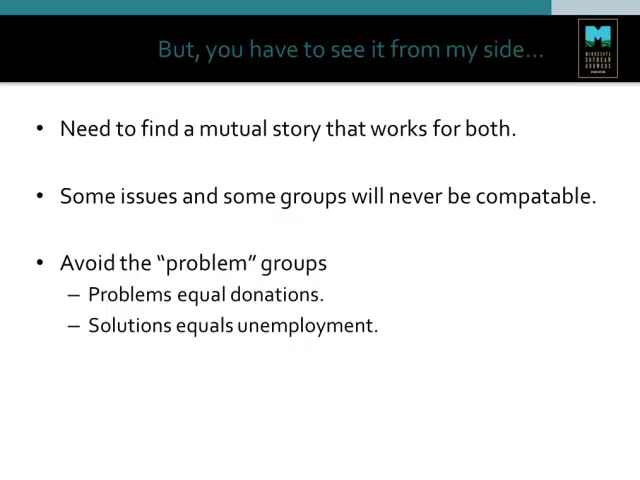 But, you have to see it from my side...
MINNESOTA
SOYBEAN
GROWERS
• Need to find a mutual story that works for both.
• Some issues and some groups will never be compatable.
• Avoid the “problem” groups
– Problems equal donations.
– Solutions equals unemployment.